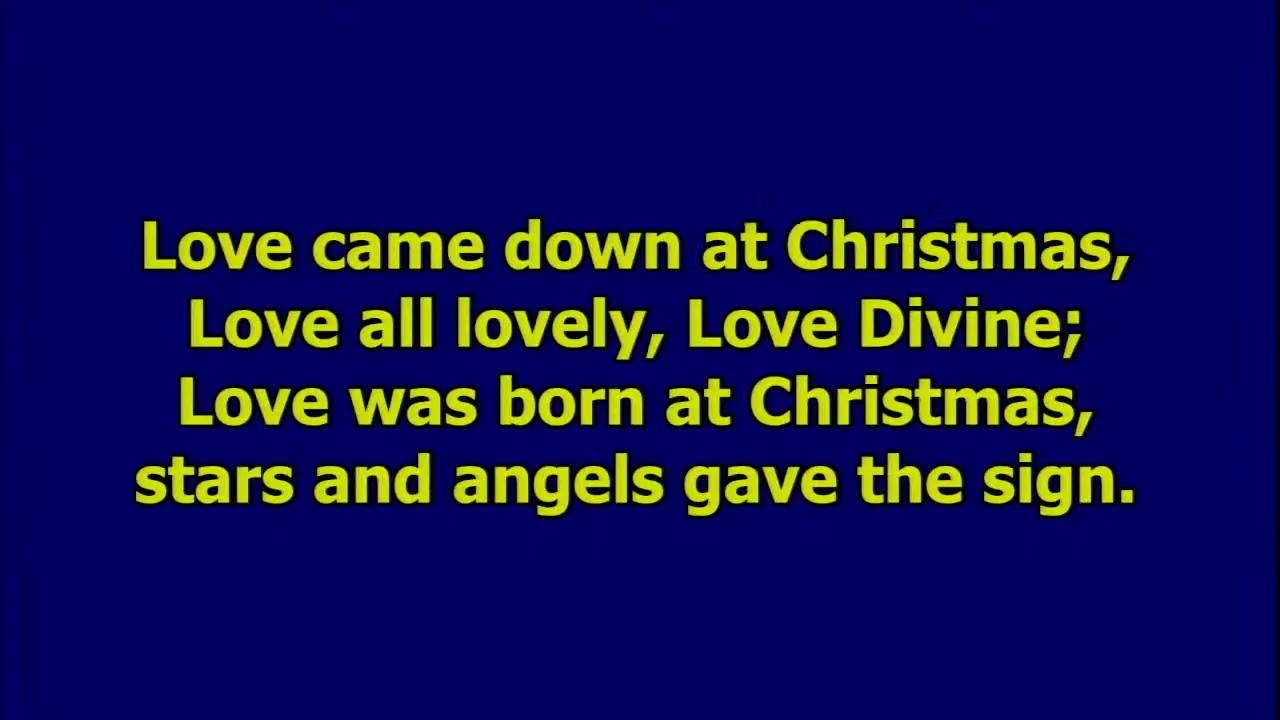 Love came down at Christmas,
Love all lovely, Love Divine;
Love was born at Christmas,
stars and angels gave the sign.